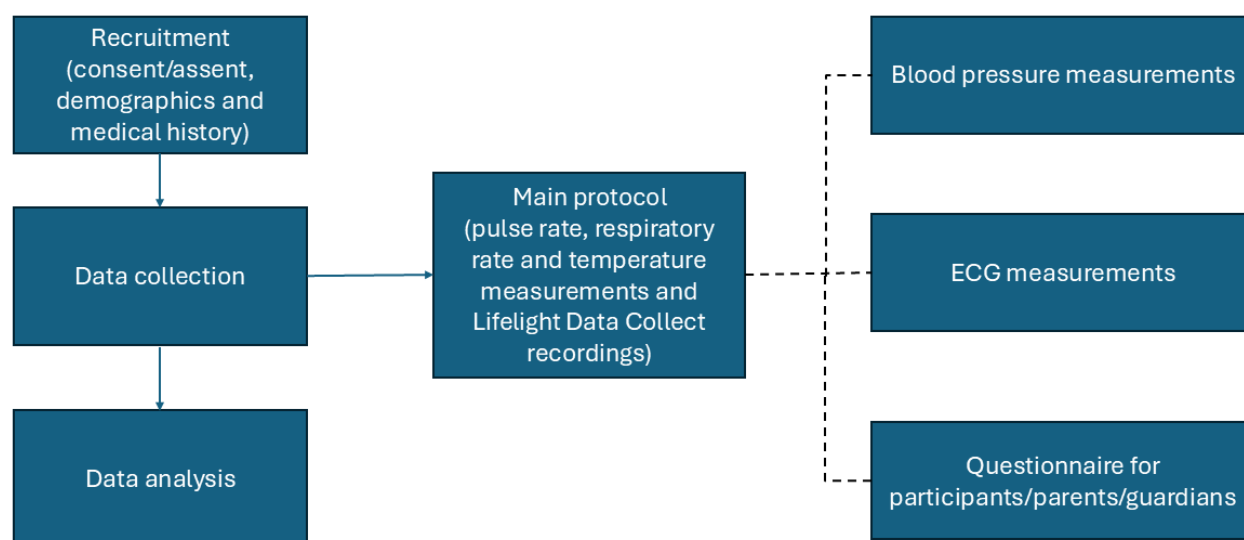 Recruitment
(consent/assent,
demographics and
medical history)
Data collection
Data analysis
Main protocol
(pulse rate, respiratory
rate and temperature
measurements and
Lifelight Data Collect
recordings)
Blood pressure measurements
ECG measurements
Questionnaire for
participants/parents/guardians